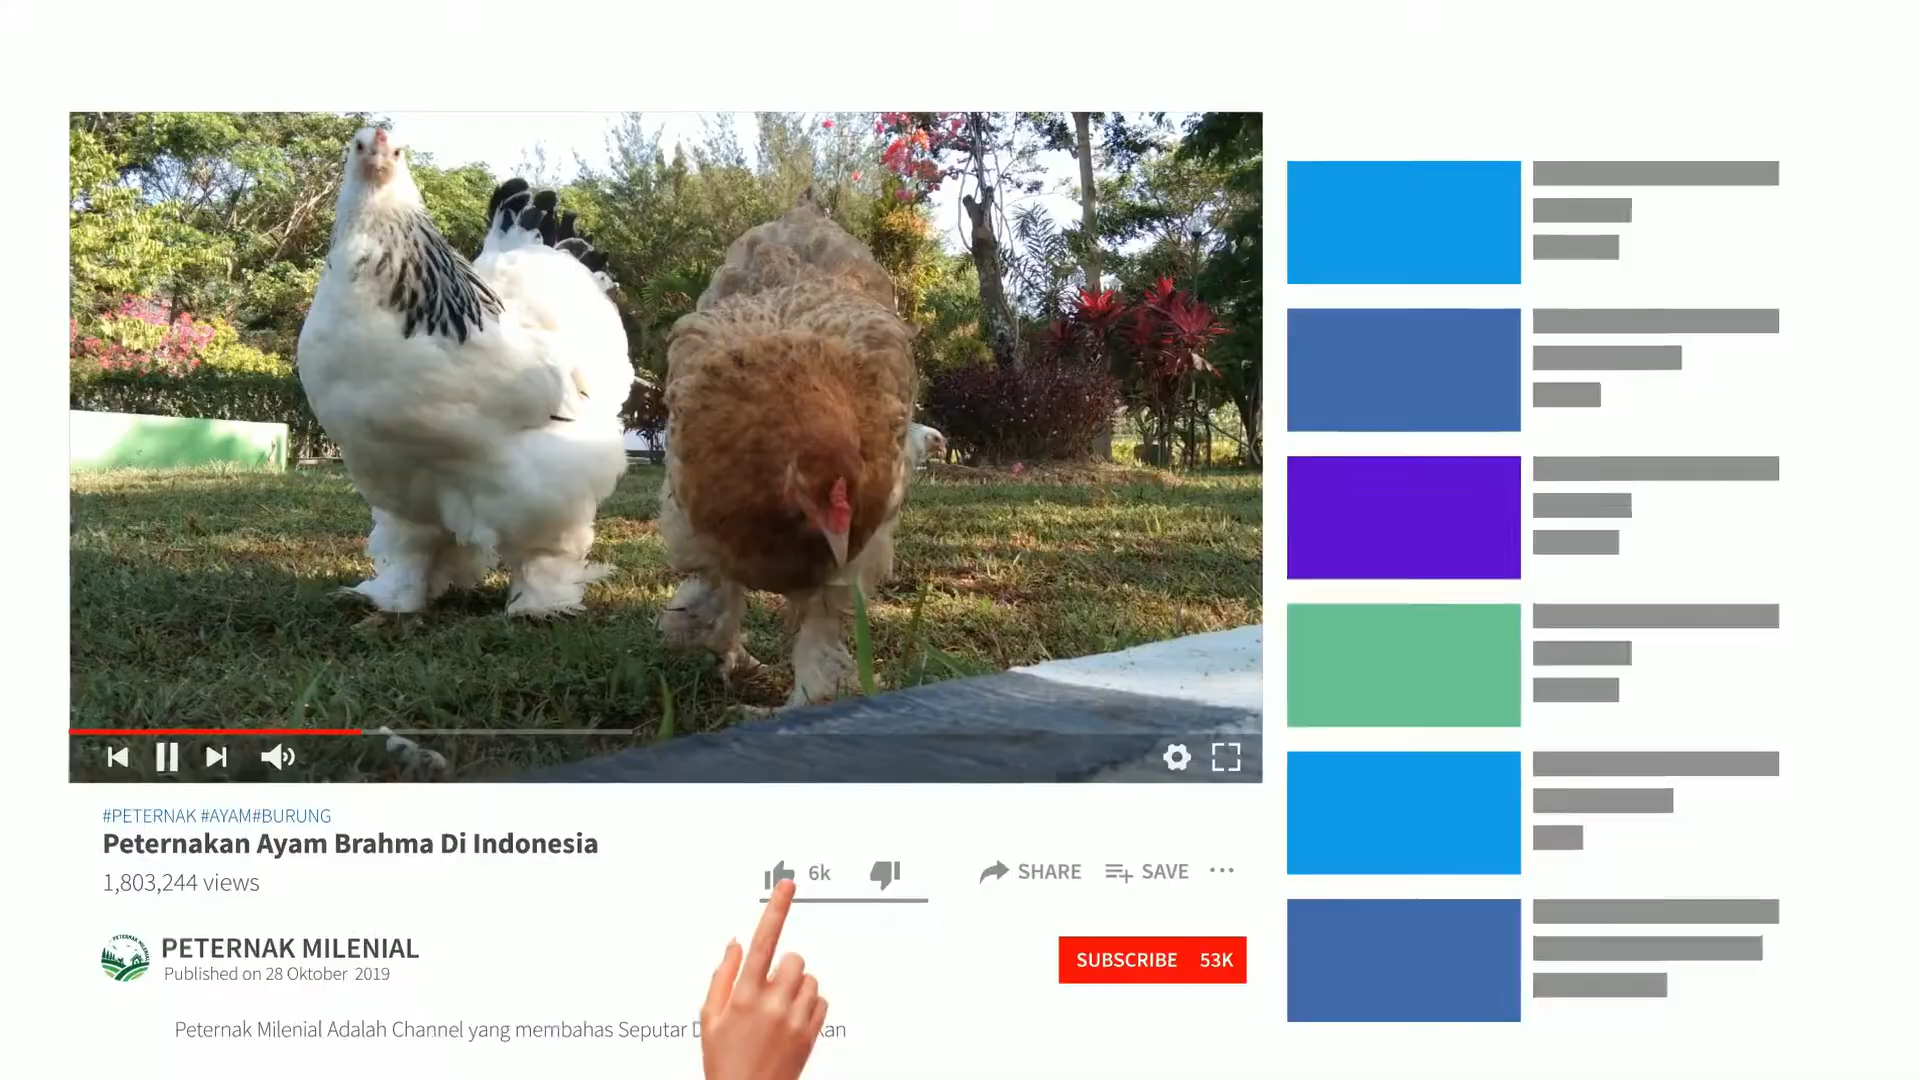 #PETERNAK #AYAM#BURUNG
Peternakan Ayam Brahma Di Indonesia
1,803,244 views
6k
SHARE
SAVE
PETERNAK MILENIAL
Published on 28 Oktober 2019
SUBSCRIBE 53K
Peternak Milenial Adalah Channel yang membahas Seputar